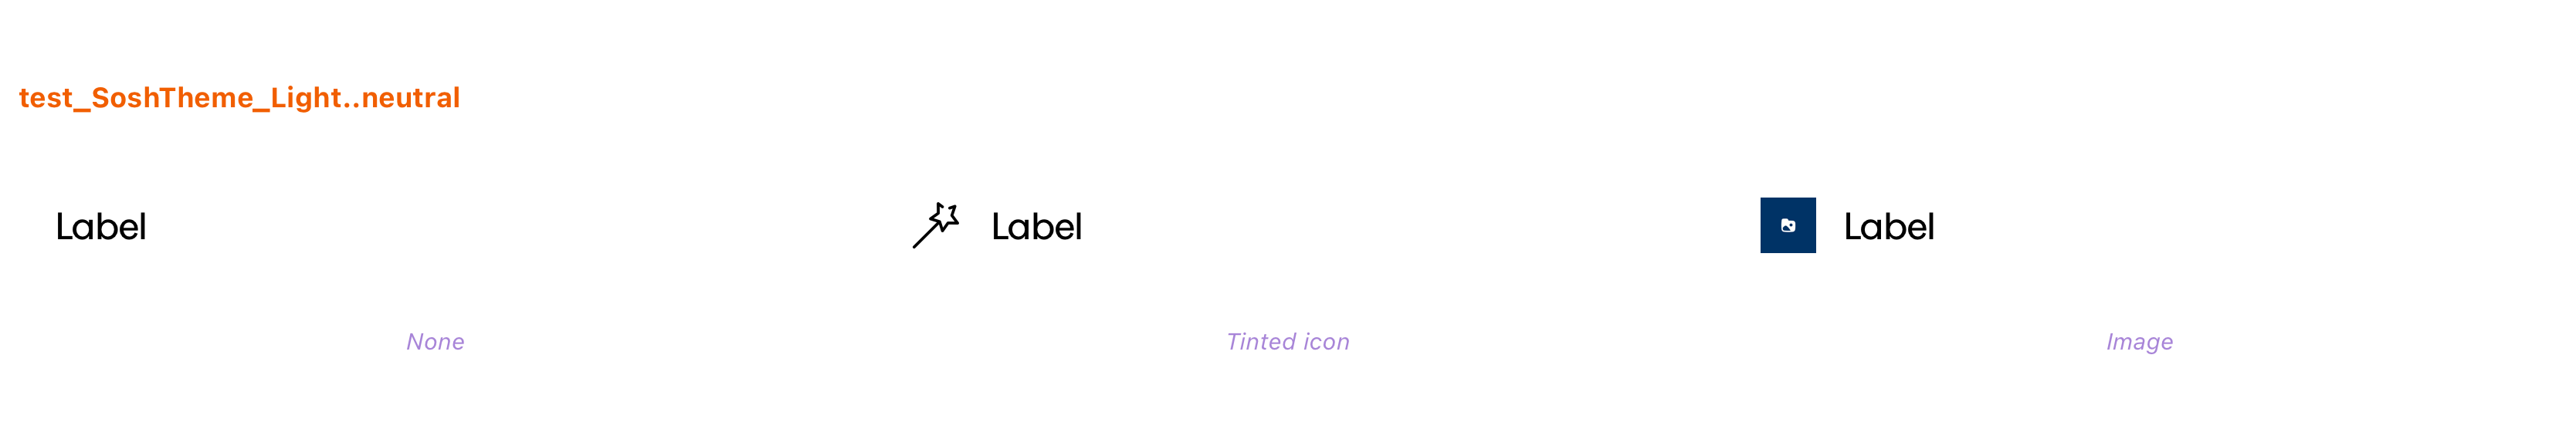 test_SoshTheme_Light..neutral
Label
Label
Label
None
Tinted icon
Image